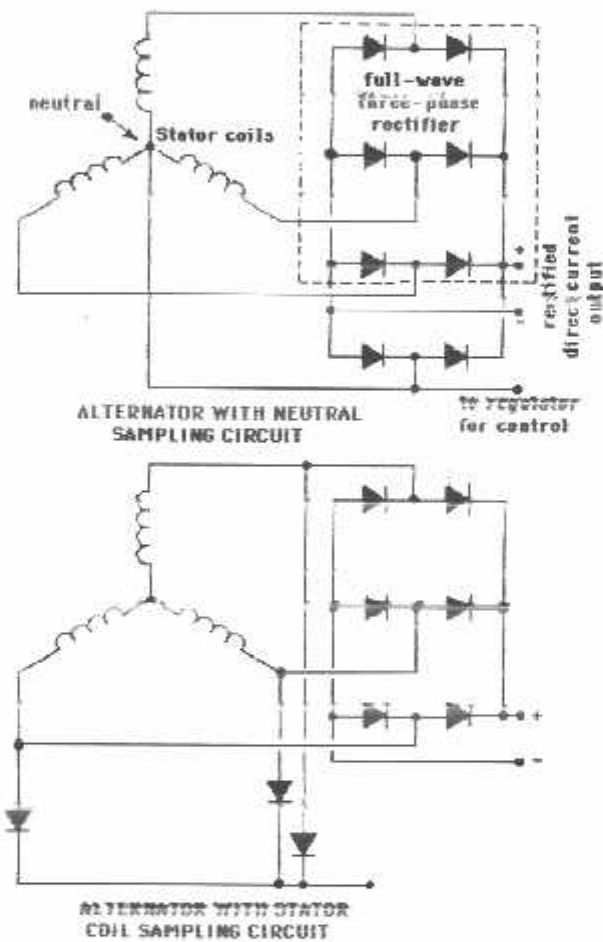 neutral
Stator coils
full-wave
three-phase
rectifier
+
-
rectified
direct current
output
to regulator
for control
ALTERNATOR WITH NEUTRAL
SAMPLING CIRCUIT
+
-
ALTERNATOR WITH STATOR
COIL SAMPLING CIRCUIT